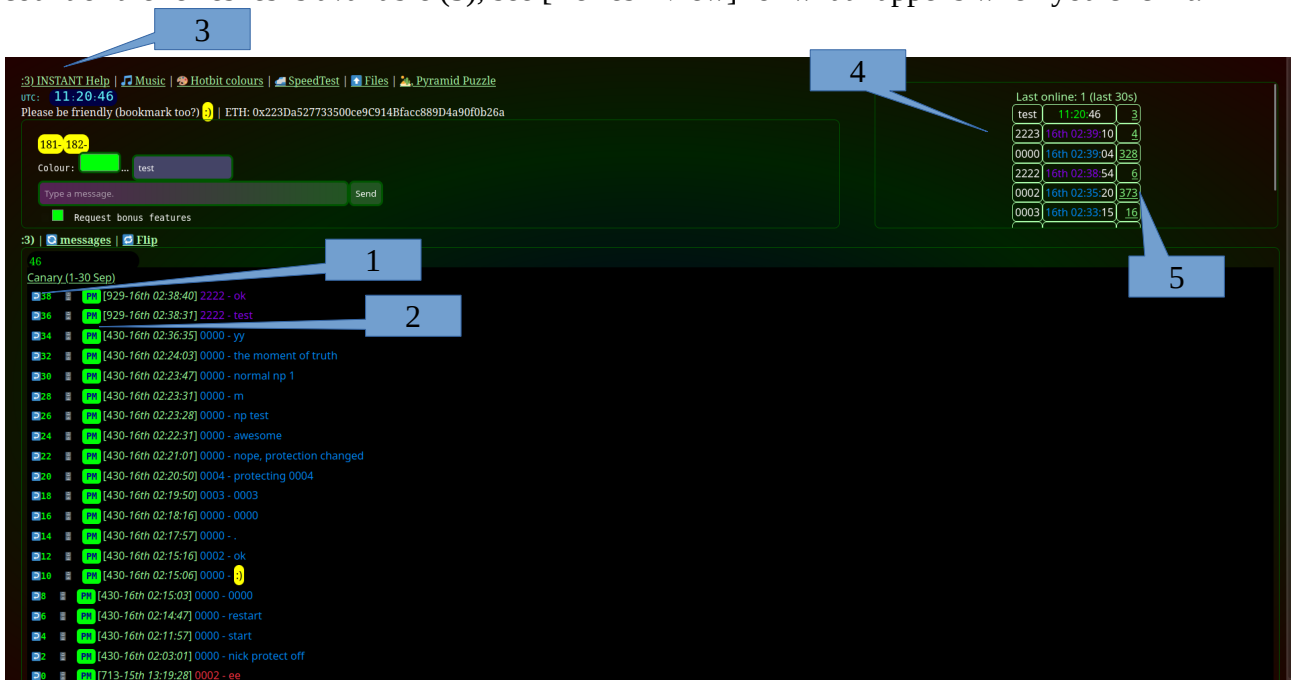 3
4
:3) INSTANT Help | 🎵 Music | 🎨 Hotbit colours | SpeedTest | Files | Pyramid Puzzle
UTC: 11:20:46
Please be friendly (bookmark too?) :) | ETH: 0x223Da527733500ce9C914Bfacc889D4a90f0b26a
181- 182-
Colour: ... test
Type a message. Send
Request bonus features
Last online: 1 (last 30s)
test 11:20:46 3
2223 16th 02:39:10 4
0000 16th 02:39:04 328
2222 16th 02:38:54 6
0002 16th 02:35:20 373
0003 16th 02:33:15 16
5
:3) | messages | Flip
46
1
Canary (1-30 Sep)
38 PM [929-16th 02:38:40] 2222 - ok
2
36 PM [929-16th 02:38:31] 2222 - test
34 PM [430-16th 02:36:35] 0000 - yy
32 PM [430-16th 02:24:03] 0000 - the moment of truth
30 PM [430-16th 02:23:47] 0000 - normal np 1
28 PM [430-16th 02:23:31] 0000 - m
26 PM [430-16th 02:23:28] 0000 - np test
24 PM [430-16th 02:22:31] 0000 - awesome
22 PM [430-16th 02:21:01] 0000 - nope, protection changed
20 PM [430-16th 02:20:50] 0004 - protecting 0004
18 PM [430-16th 02:19:50] 0003 - 0003
16 PM [430-16th 02:18:16] 0000 - 0000
14 PM [430-16th 02:17:57] 0000 - .
12 PM [430-16th 02:15:16] 0002 - ok
10 PM [430-16th 02:15:06] 0000 - :)
8 PM [430-16th 02:15:03] 0000 - 0000
6 PM [430-16th 02:14:47] 0000 - restart
4 PM [430-16th 02:11:57] 0000 - start
2 PM [430-16th 02:03:01] 0000 - nick protect off
0 PM [713-15th 13:19:28] 0002 - ee